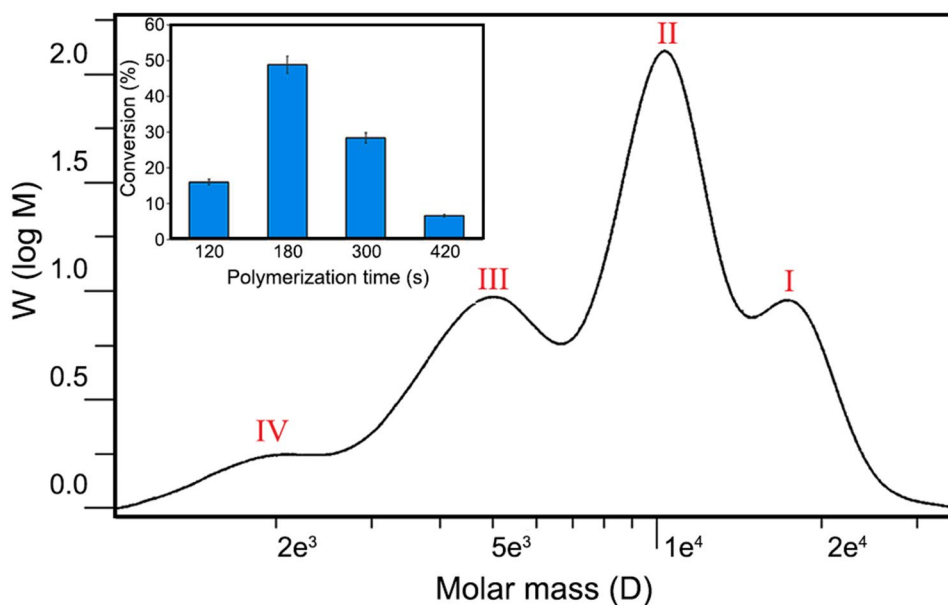 60
50
40
30
20
10
0
Conversion (%)
120 180 300 420
Polymerization time (s)
II
III
I
IV
2.0
1.5
1.0
0.5
0.0
W (log M)
2e³ 5e³ 1e⁴ 2e⁴
Molar mass (D)